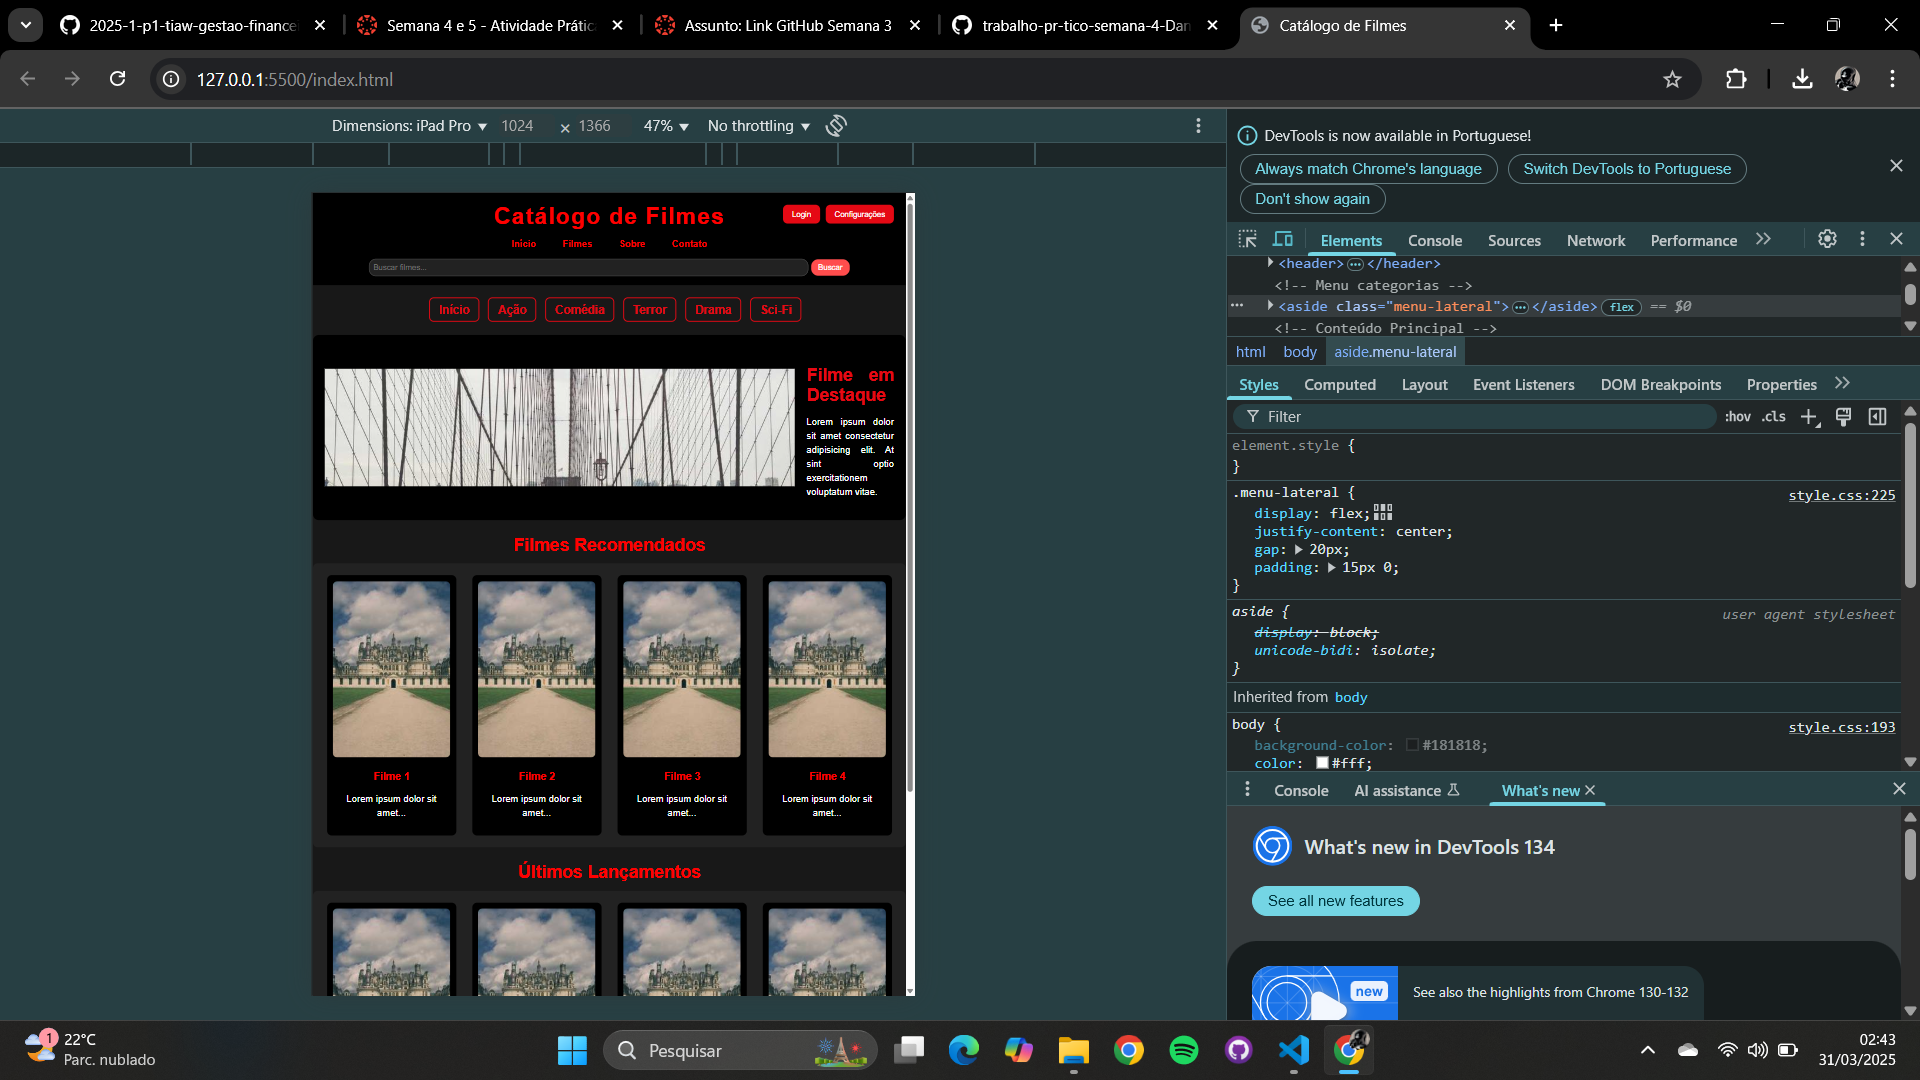 2025-1-p1-tiaw-gestao-finance
Semana 4 e 5 - Atividade Prátic
Assunto: Link GitHub Semana 3
trabalho-pr-tico-semana-4-Dan
Catálogo de Filmes
127.0.0.1:5500/index.html
Dimensions: iPad Pro 1024 × 1366 47% No throttling
Catálogo de Filmes
Login
Configurações
Início Filmes Sobre Contato
Buscar filmes...
Buscar
Início Ação Comédia Terror Drama Sci-Fi
Filme em
Destaque
Lorem ipsum dolor
sit amet consectetur
adipisicing elit. At
sint optio
exercitationem
voluptatum vitae.
Filmes Recomendados
Filme 1
Lorem ipsum dolor sit
amet...
Filme 2
Lorem ipsum dolor sit
amet...
Filme 3
Lorem ipsum dolor sit
amet...
Filme 4
Lorem ipsum dolor sit
amet...
Últimos Lançamentos
DevTools is now available in Portuguese!
Always match Chrome's language
Switch DevTools to Portuguese
Don't show again
Elements Console Sources Network Performance
<header> </header>
<!-- Menu categorias -->
<aside class="menu-lateral"> </aside> flex == $0
<!-- Conteúdo Principal -->
html body aside.menu-lateral
Styles Computed Layout Event Listeners DOM Breakpoints Properties
Filter
:hov .cls
element.style {
}
.menu-lateral { style.css:225
display: flex;
justify-content: center;
gap: 20px;
padding: 15px 0;
}
aside { user agent stylesheet
display: block;
unicode-bidi: isolate;
}
Inherited from body
body { style.css:193
background-color: #181818;
color: #fff;
Console AI assistance What's new
What's new in DevTools 134
See all new features
new
See also the highlights from Chrome 130-132
1
22°C
Parc. nublado
Pesquisar
02:43
31/03/2025